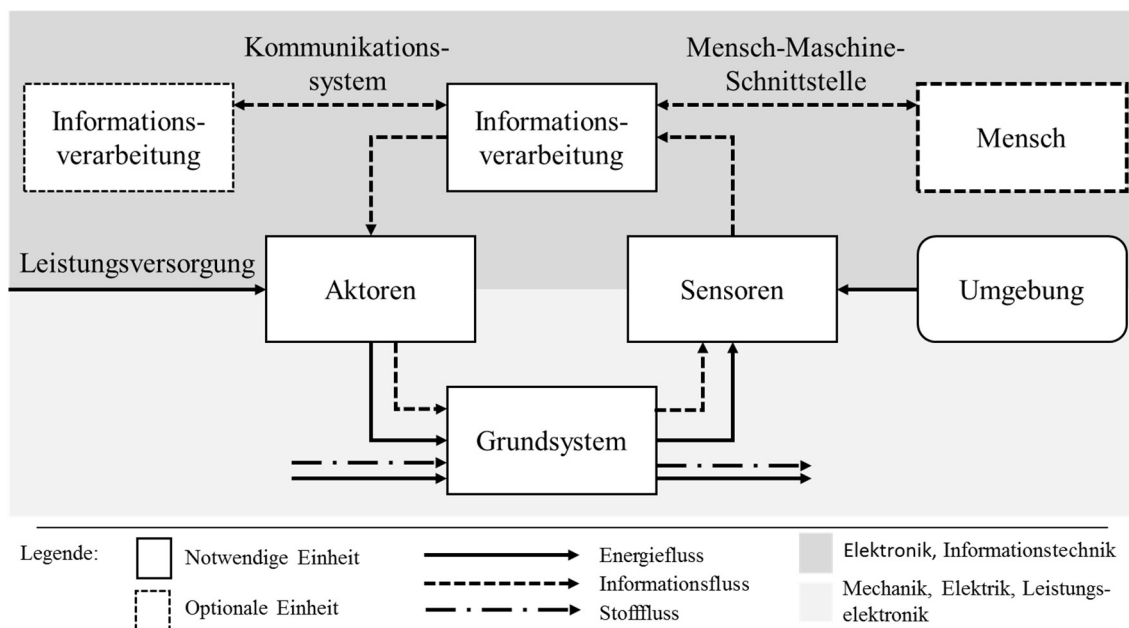 Kommunikations-
system
Mensch-Maschine-
Schnittstelle
Informations-
verarbeitung
Informations-
verarbeitung
Mensch
Leistungsversorgung
Aktoren
Sensoren
Umgebung
Grundsystem
Legende:
Notwendige Einheit
Optionale Einheit
Energiefluss
Informationsfluss
Stofffluss
Elektronik, Informationstechnik
Mechanik, Elektrik, Leistungs-
elektronik